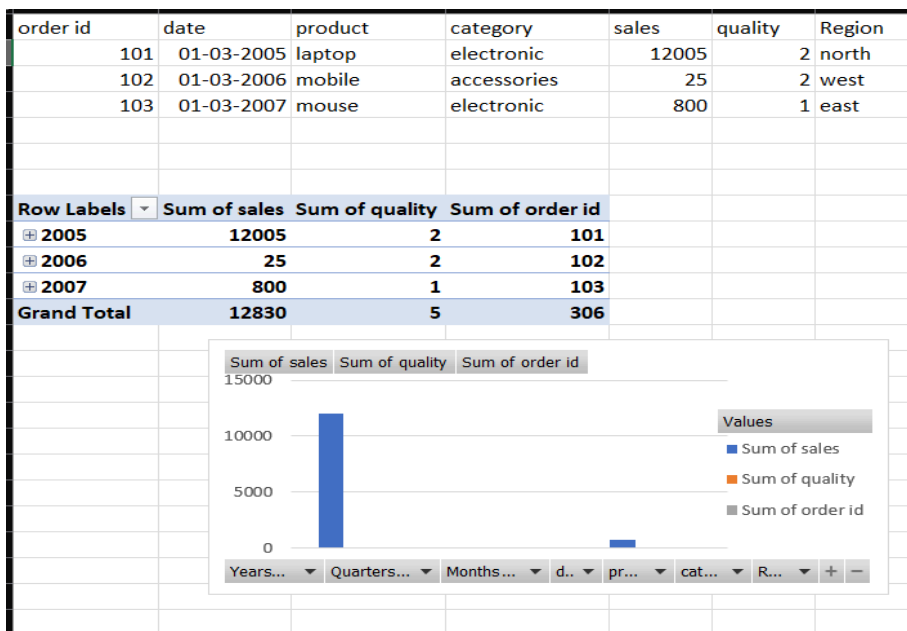 order id date product category sales quality Region
101 01-03-2005 laptop electronic 12005 2 north
102 01-03-2006 mobile accessories 25 2 west
103 01-03-2007 mouse electronic 800 1 east
Row Labels Sum of sales Sum of quality Sum of order id
2005 12005 2 101
2006 25 2 102
2007 800 1 103
Grand Total 12830 5 306
Sum of sales Sum of quality Sum of order id
15000
10000
5000
0
Values
Sum of sales
Sum of quality
Sum of order id
Years... Quarters... Months... d.. pr... cat... R... + −